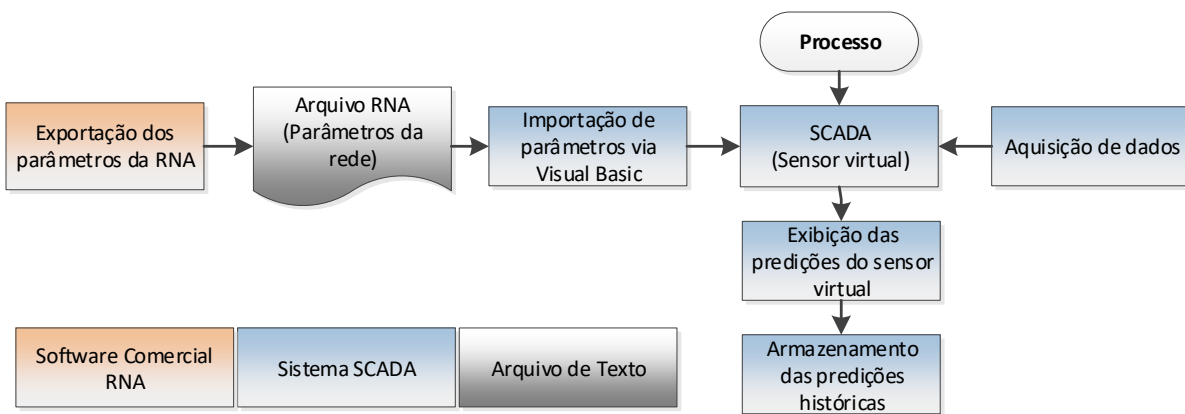 Processo
Exportação dos
parâmetros da RNA
Arquivo RNA
(Parâmetros da
rede)
Importação de
parâmetros via
Visual Basic
SCADA
(Sensor virtual)
Aquisição de dados
Exibição das
predições do sensor
virtual
Armazenamento
das predições
históricas
Software Comercial
RNA
Sistema SCADA
Arquivo de Texto